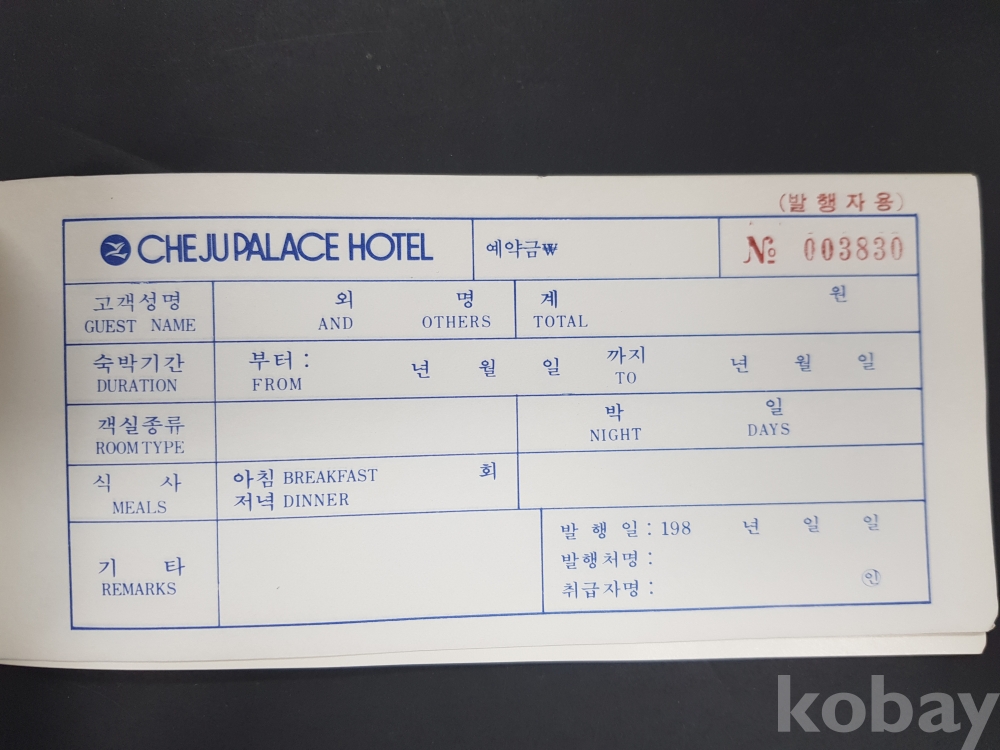 (발행자용)
CHEJU PALACE HOTEL 예약금₩ № 003830
고객성명 외 명 계 원
GUEST NAME AND OTHERS TOTAL
숙박기간 부터 : 년 월 일 까지 년 월 일
DURATION FROM TO
객실종류 박 일
ROOM TYPE NIGHT DAYS
식 사 아침 BREAKFAST 회
MEALS 저녁 DINNER
기 타 발 행 일 : 198 년 일 일
REMARKS 발행처명 :
취급자명 : ㊞
kobay